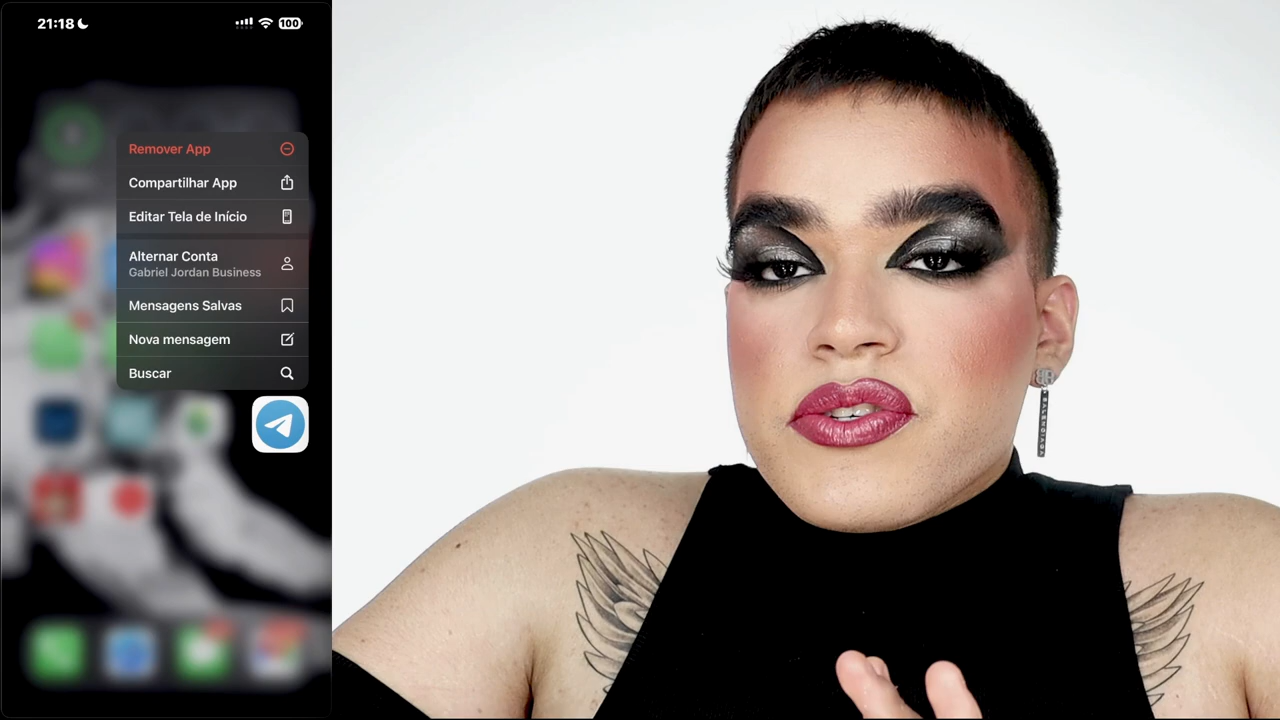 21:18
100
Remover App
Compartilhar App
Editar Tela de Início
Alternar Conta
Gabriel Jordan Business
Mensagens Salvas
Nova mensagem
Buscar
BALENCIAGA